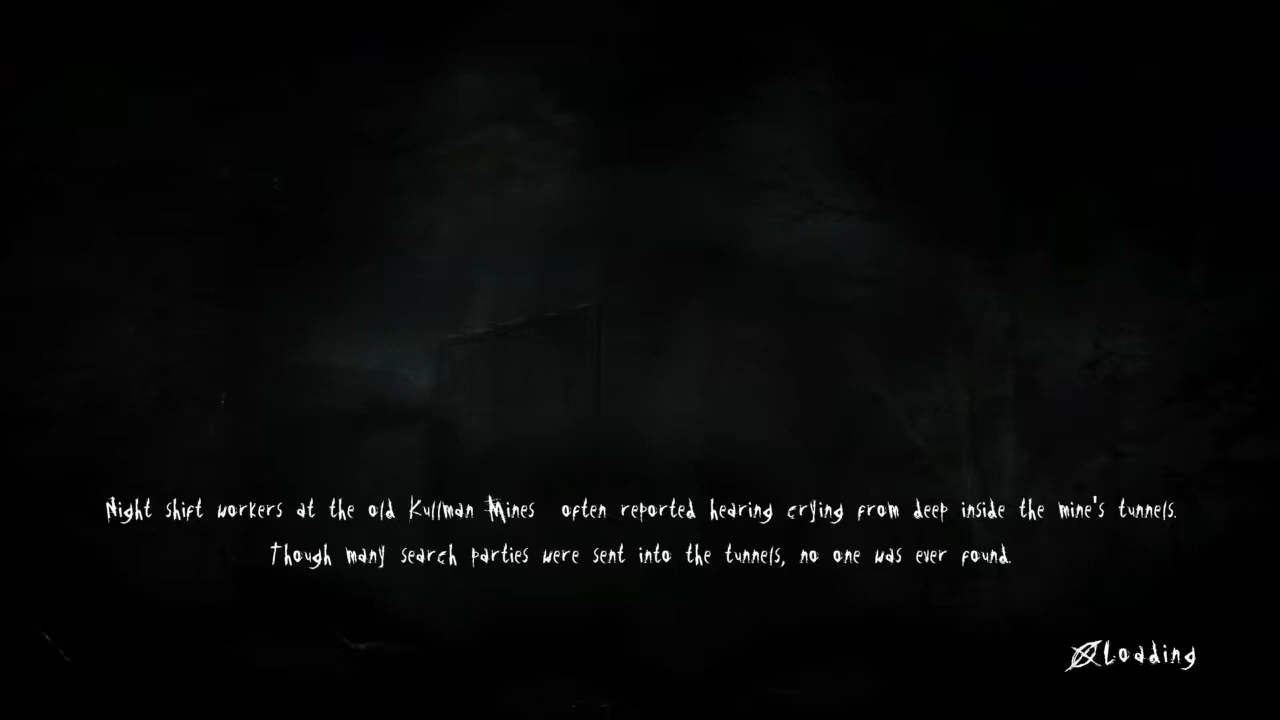 Night shift workers at the old Kullman Mines often reported hearing crying from deep inside the mine's tunnels.
Though many search parties were sent into the tunnels, no one was ever found.
Loading